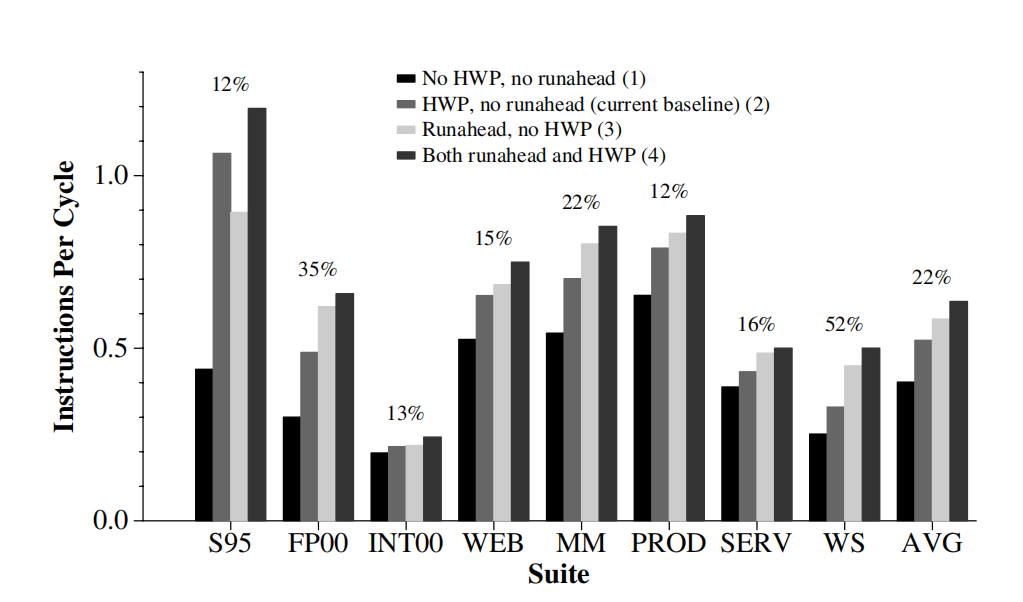 No HWP, no runahead (1)
HWP, no runahead (current baseline) (2)
Runahead, no HWP (3)
Both runahead and HWP (4)
12%
35%
13%
15%
22%
12%
16%
52%
22%
Instructions Per Cycle
1.0
0.5
0.0
S95 FP00 INT00 WEB MM PROD SERV WS AVG
Suite